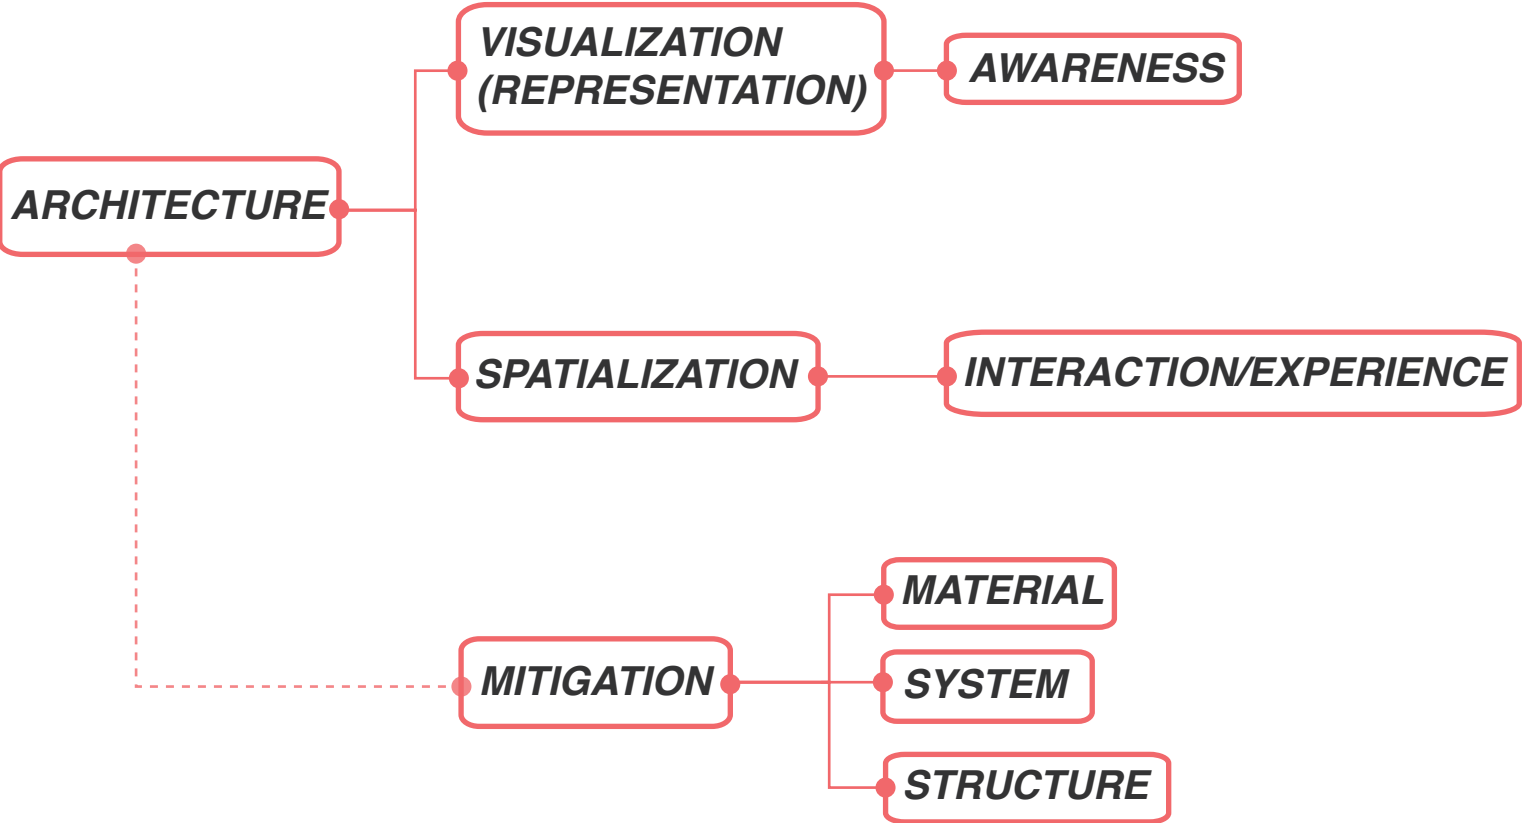 VISUALIZATION
(REPRESENTATION)
AWARENESS
ARCHITECTURE
SPATIALIZATION
INTERACTION/EXPERIENCE
MATERIAL
MITIGATION
SYSTEM
STRUCTURE